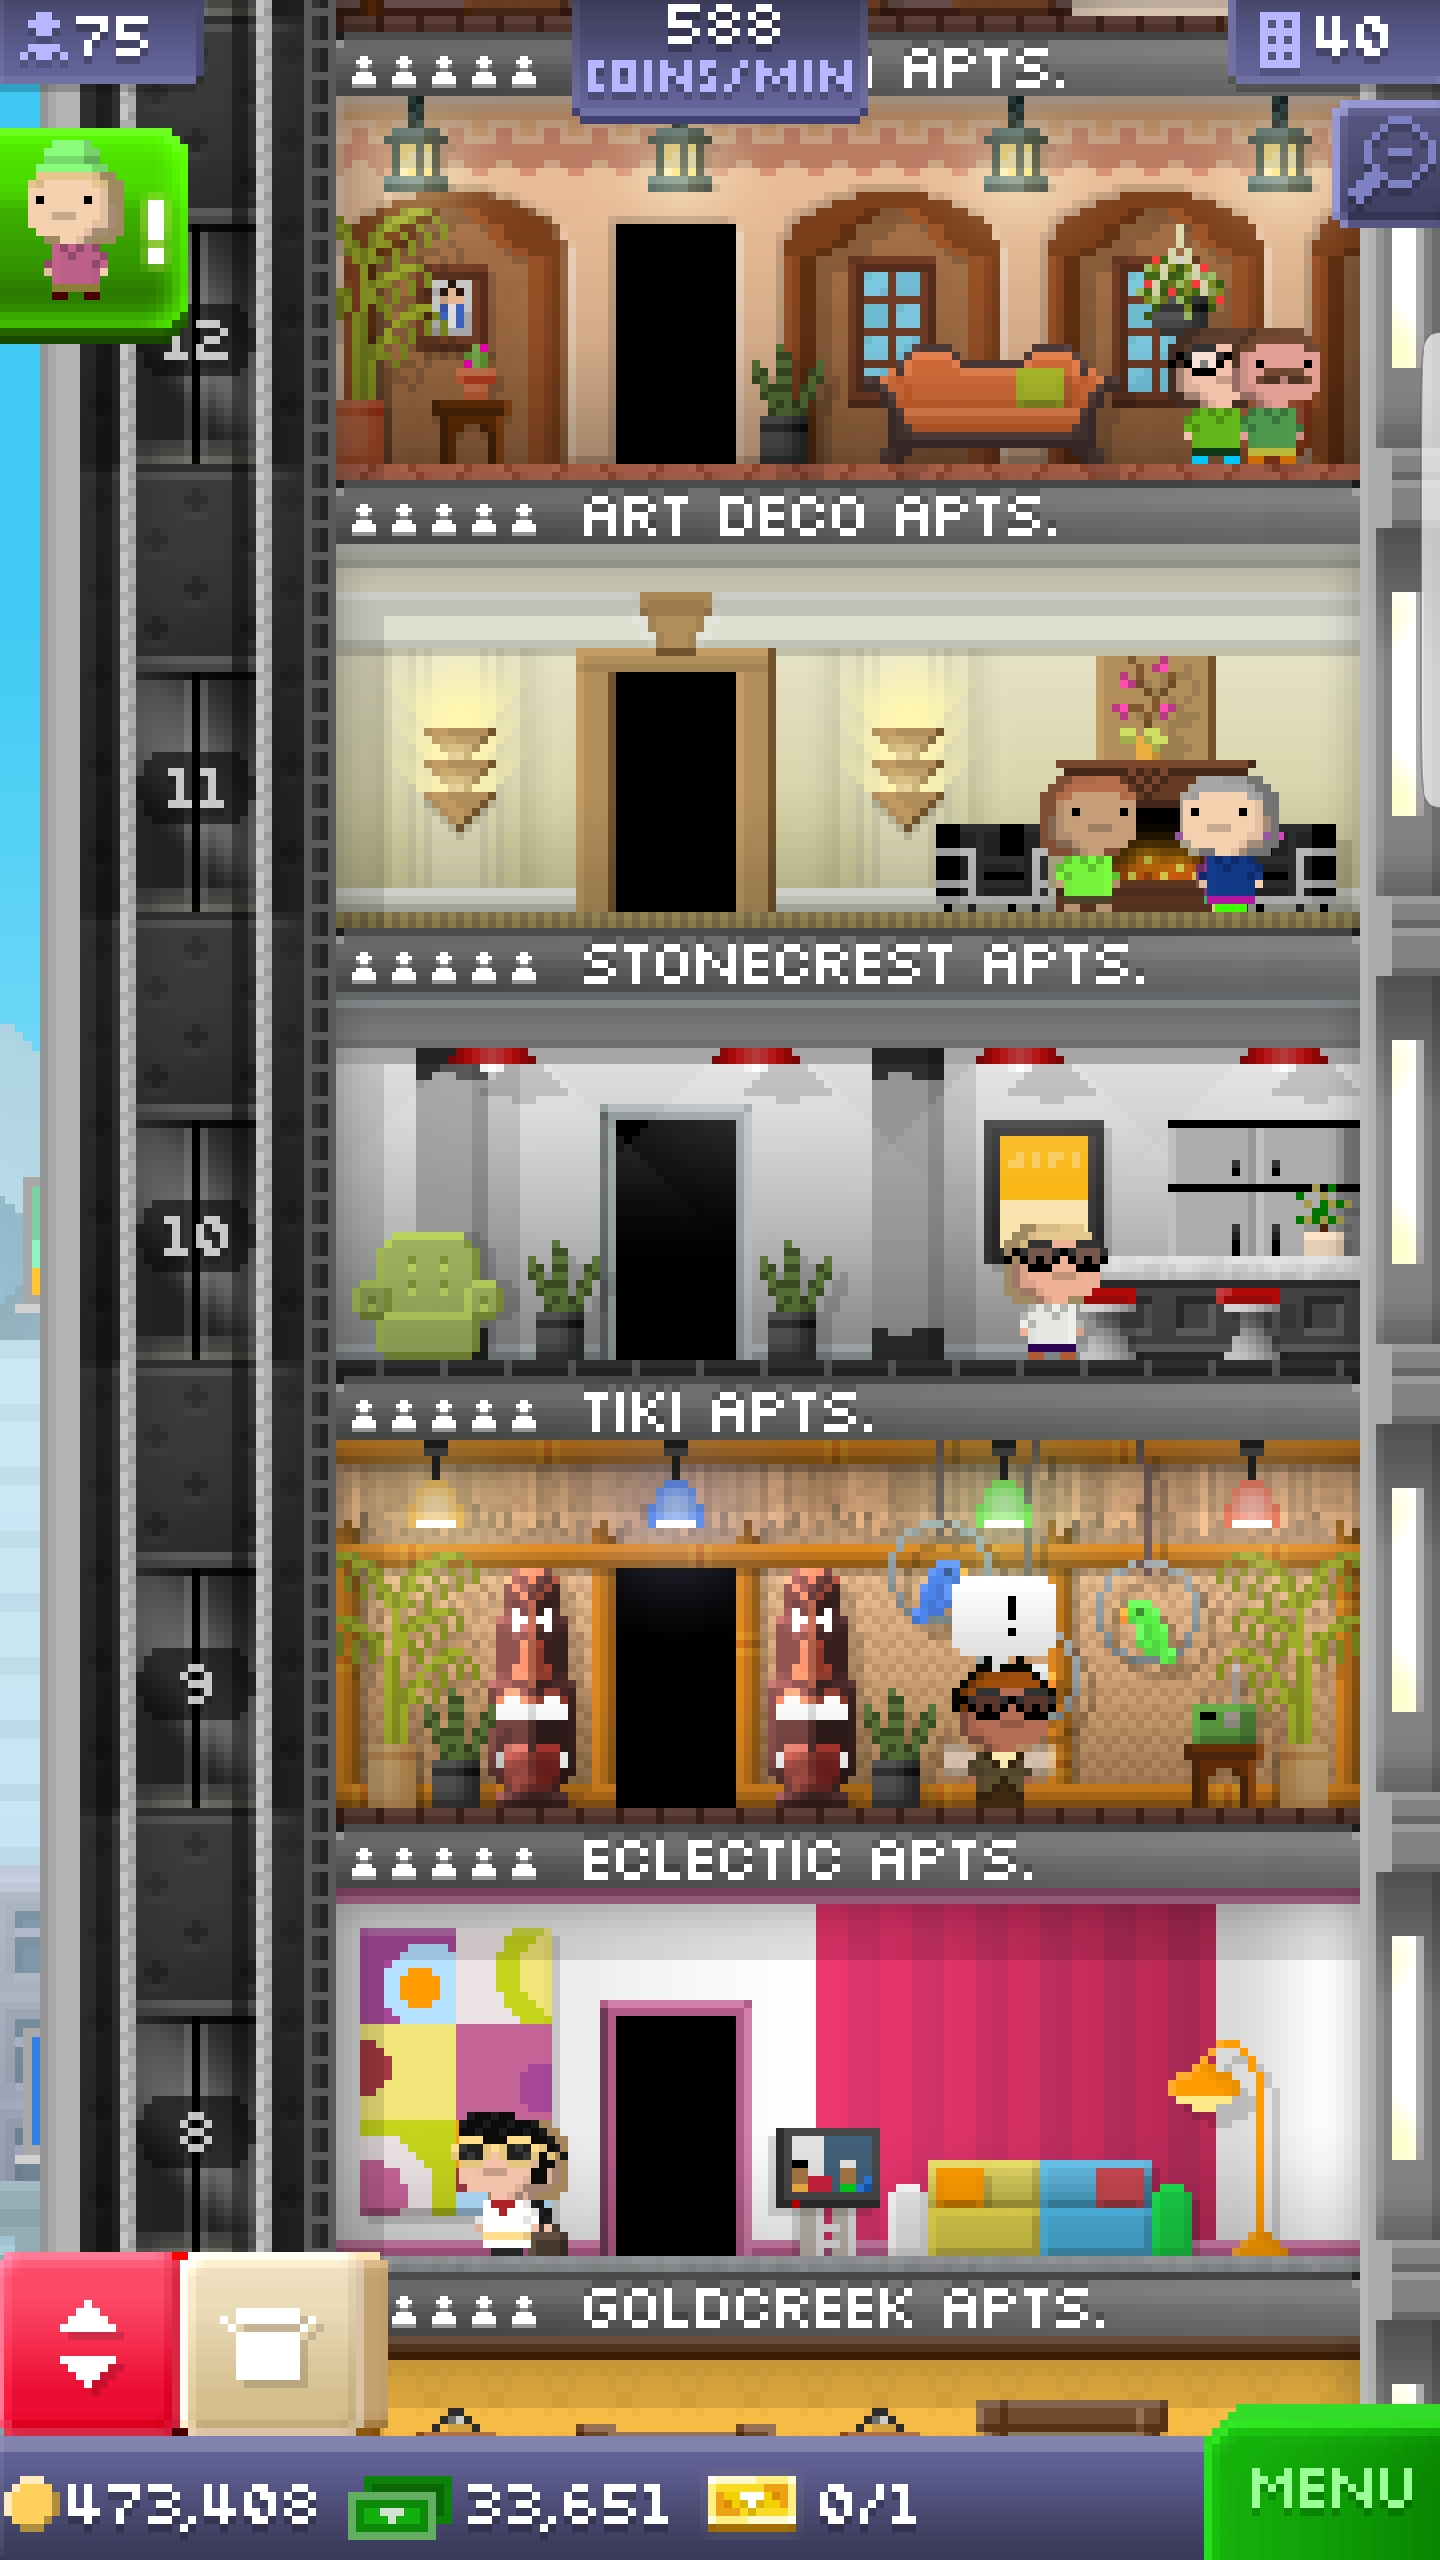 75
588
COINS/MIN
40
APTS.
!
12
ART DECO APTS.
11
STONECREST APTS.
10
TIKI APTS.
!
9
ECLECTIC APTS.
8
GOLDCREEK APTS.
473,408
33,651
0/1
MENU